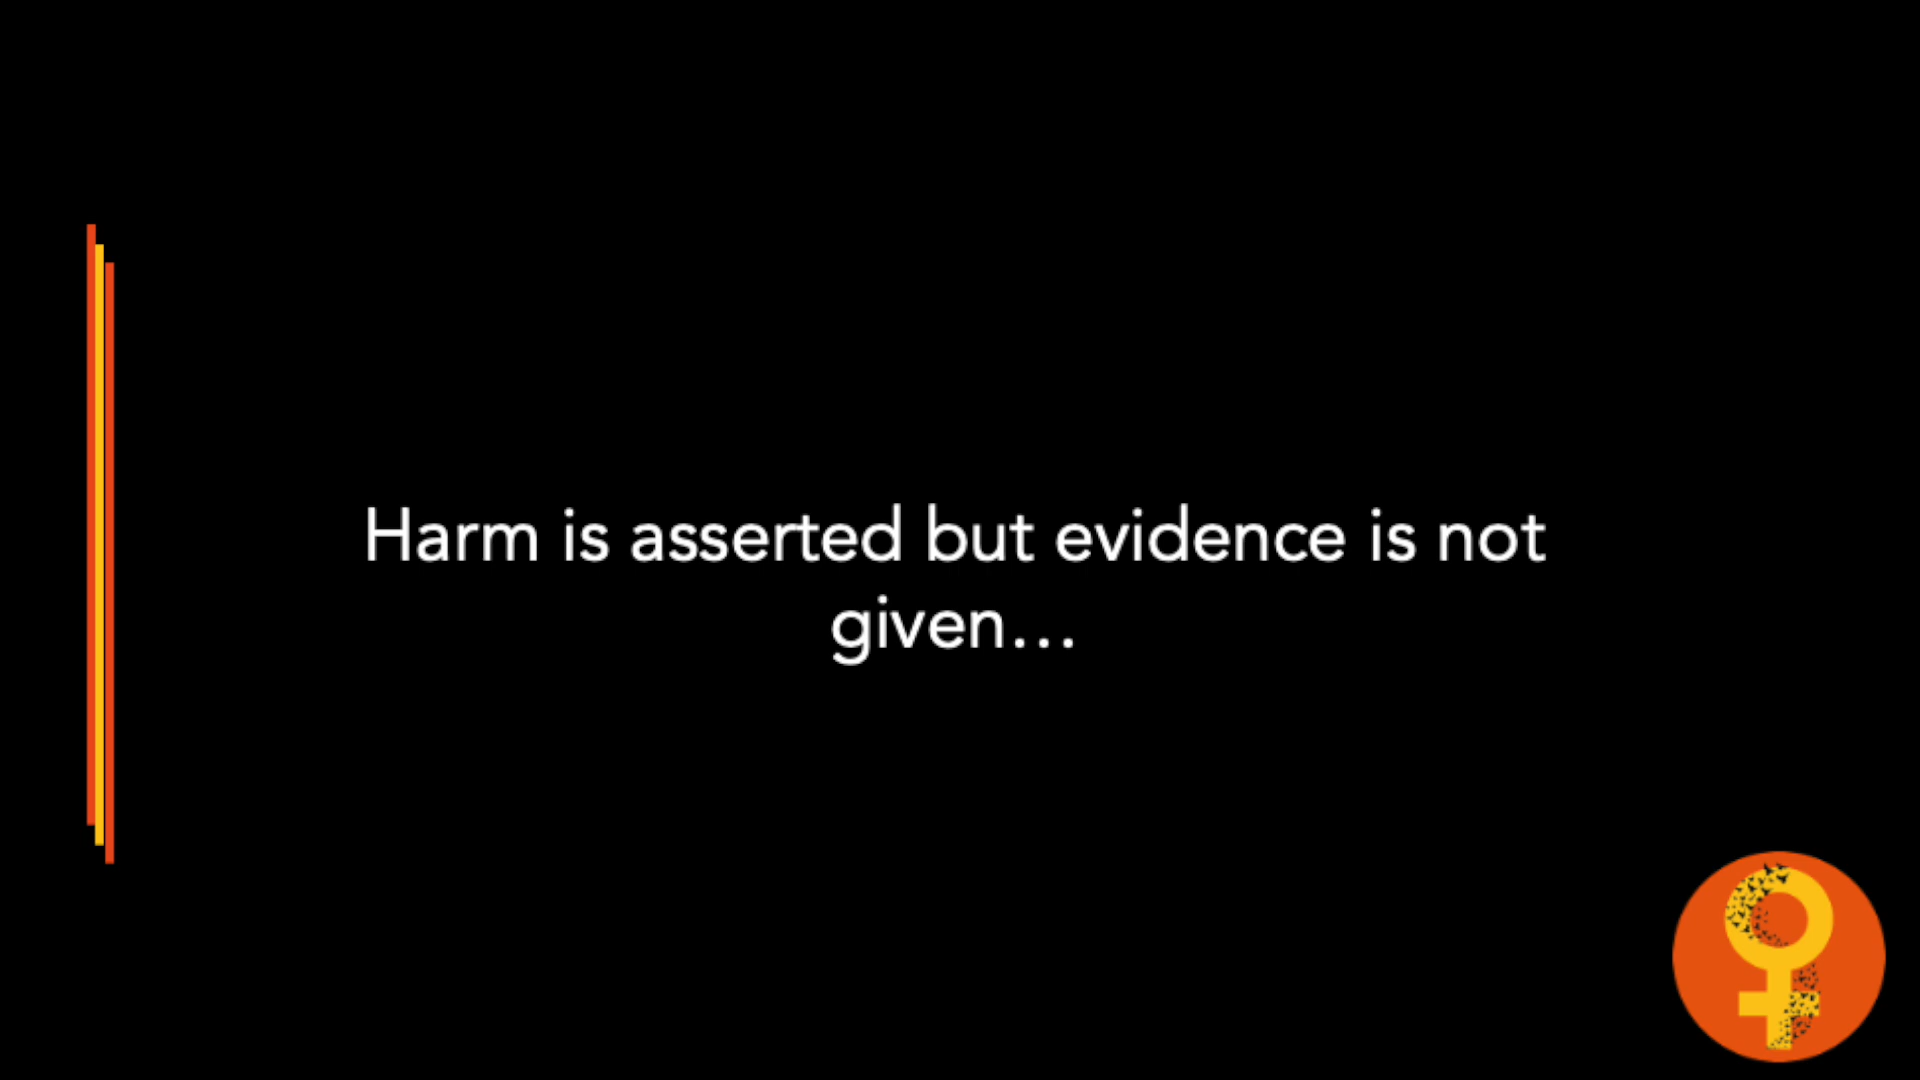 Harm is asserted but evidence is not
given…